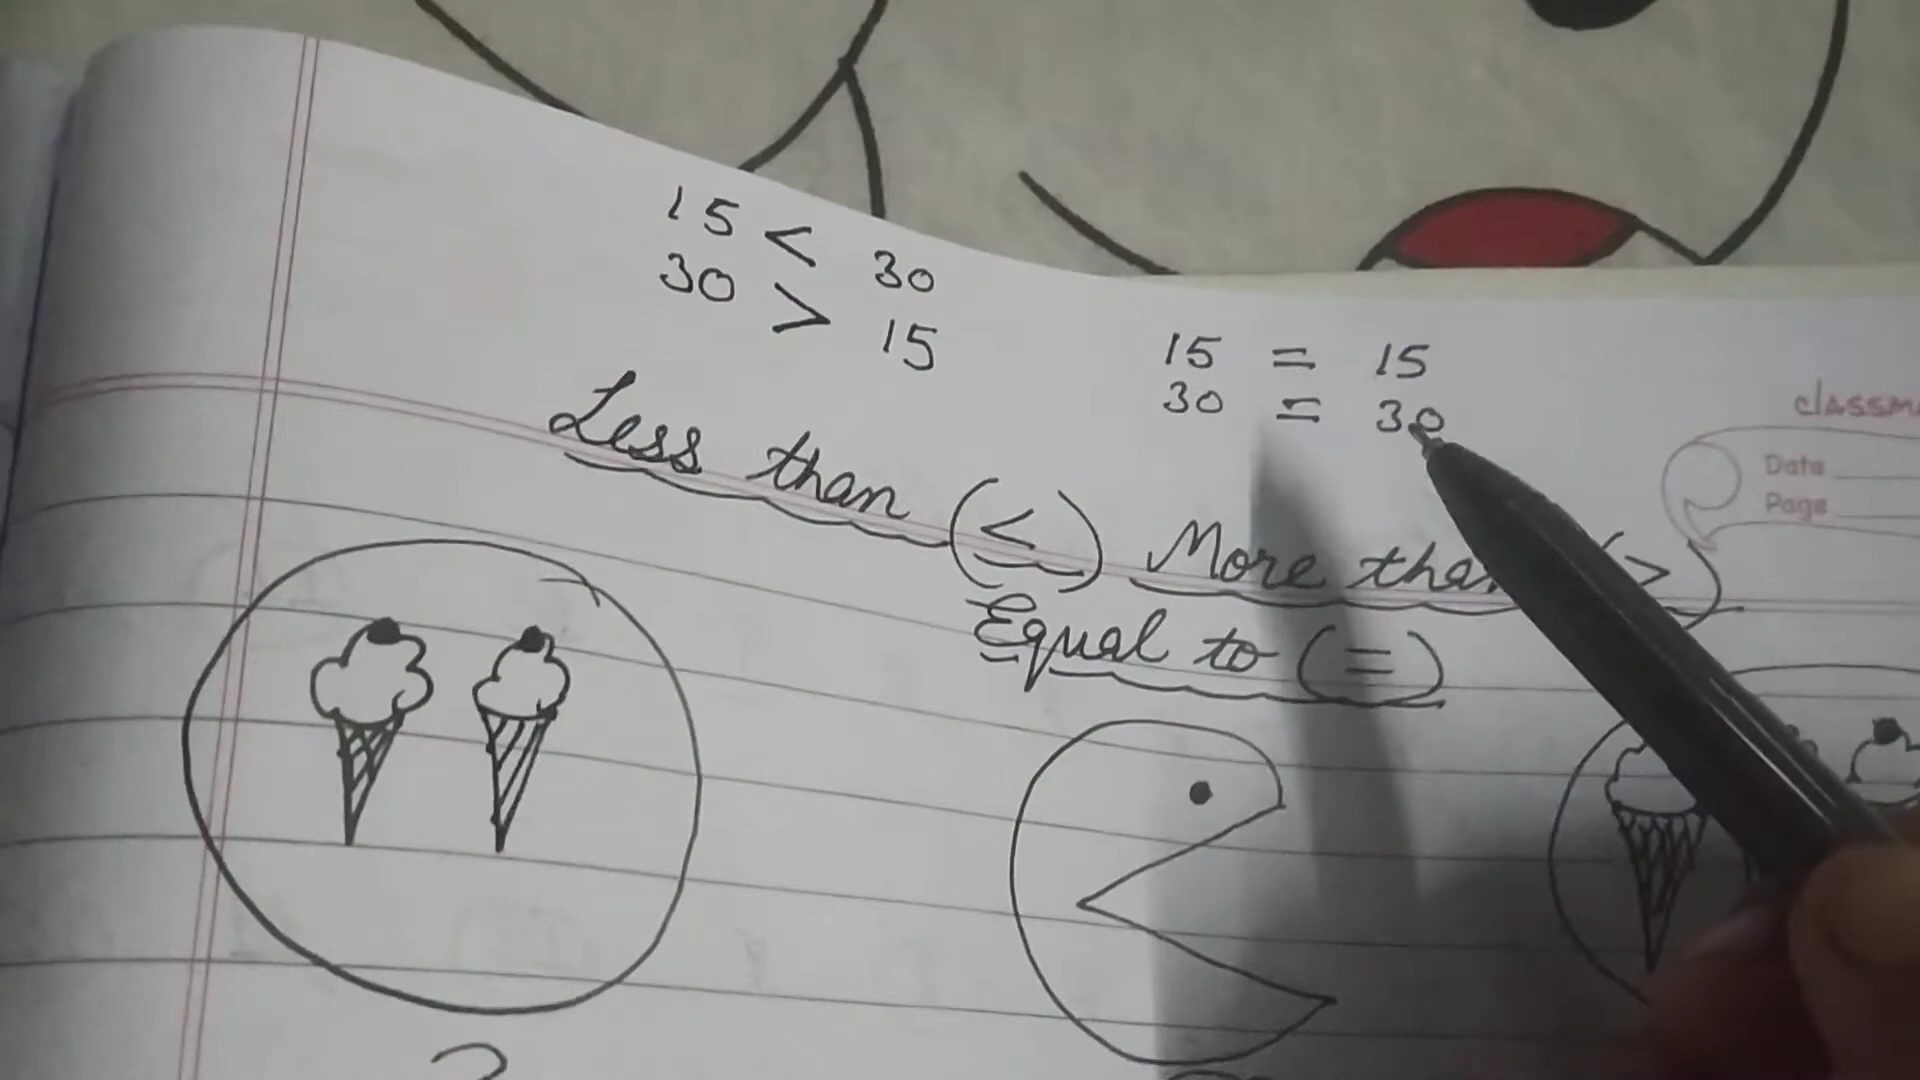 15 < 30
30 > 15
15 = 15
30 = 30
Less than (<) More than (>)
Equal to (=)
Date
Page